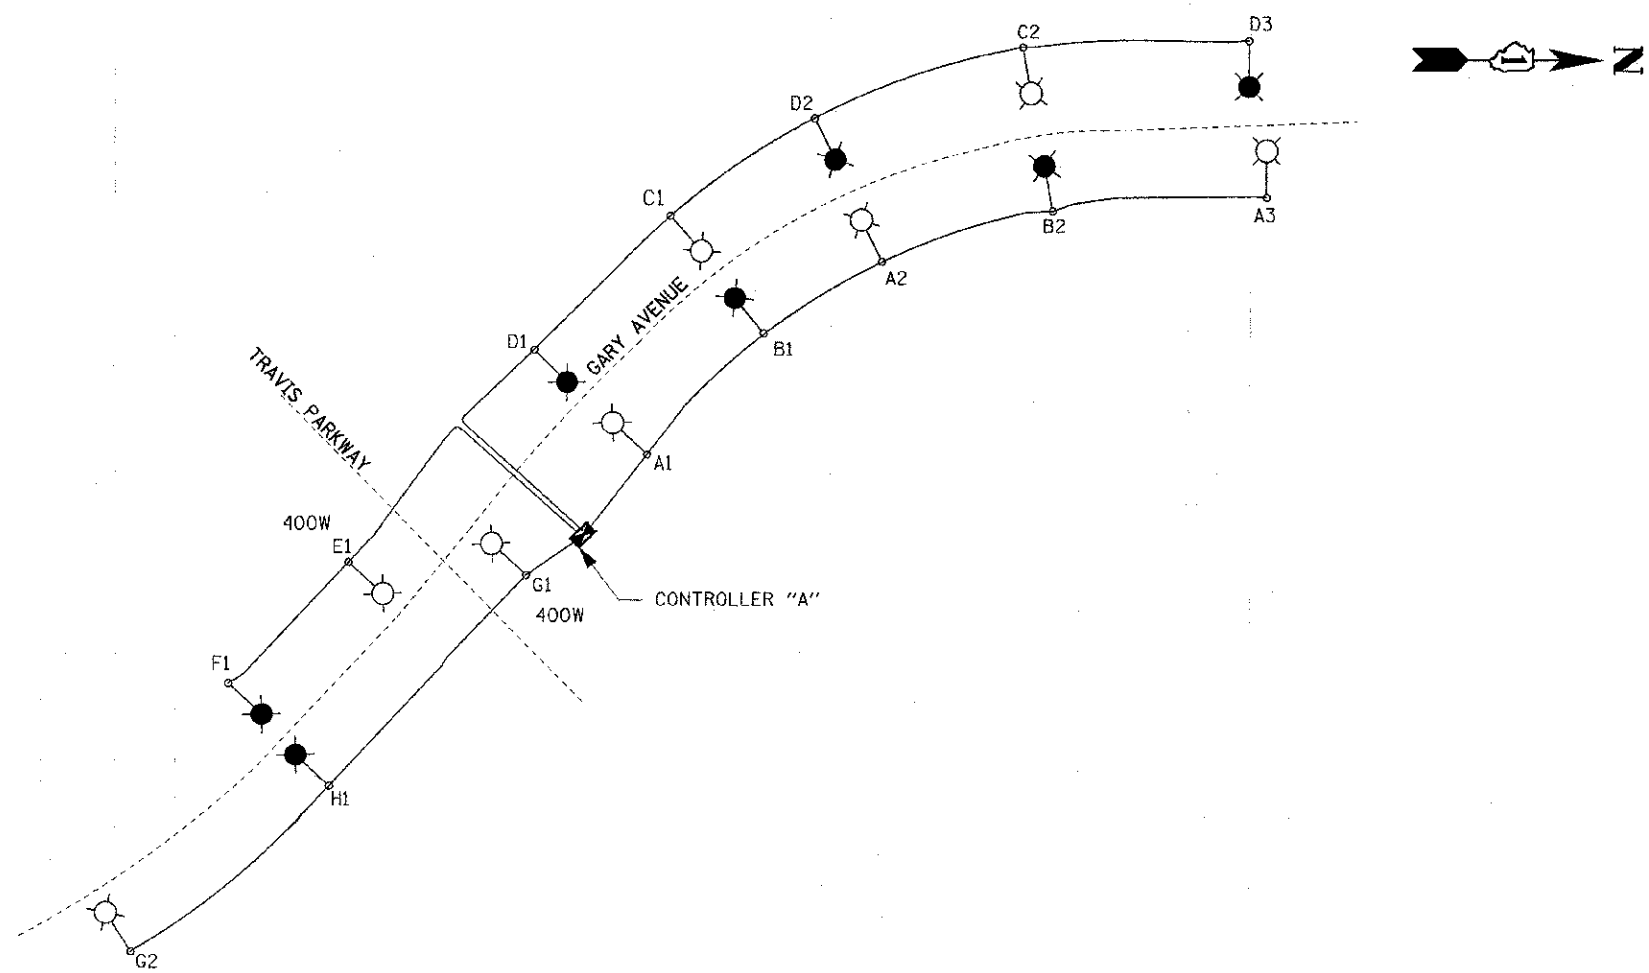 D3
C2
N
1
D2
C1
A3
B2
A2
GARY AVENUE
D1
B1
TRAVIS PARKWAY
A1
400W
E1
G1
400W
CONTROLLER "A"
F1
H1
G2